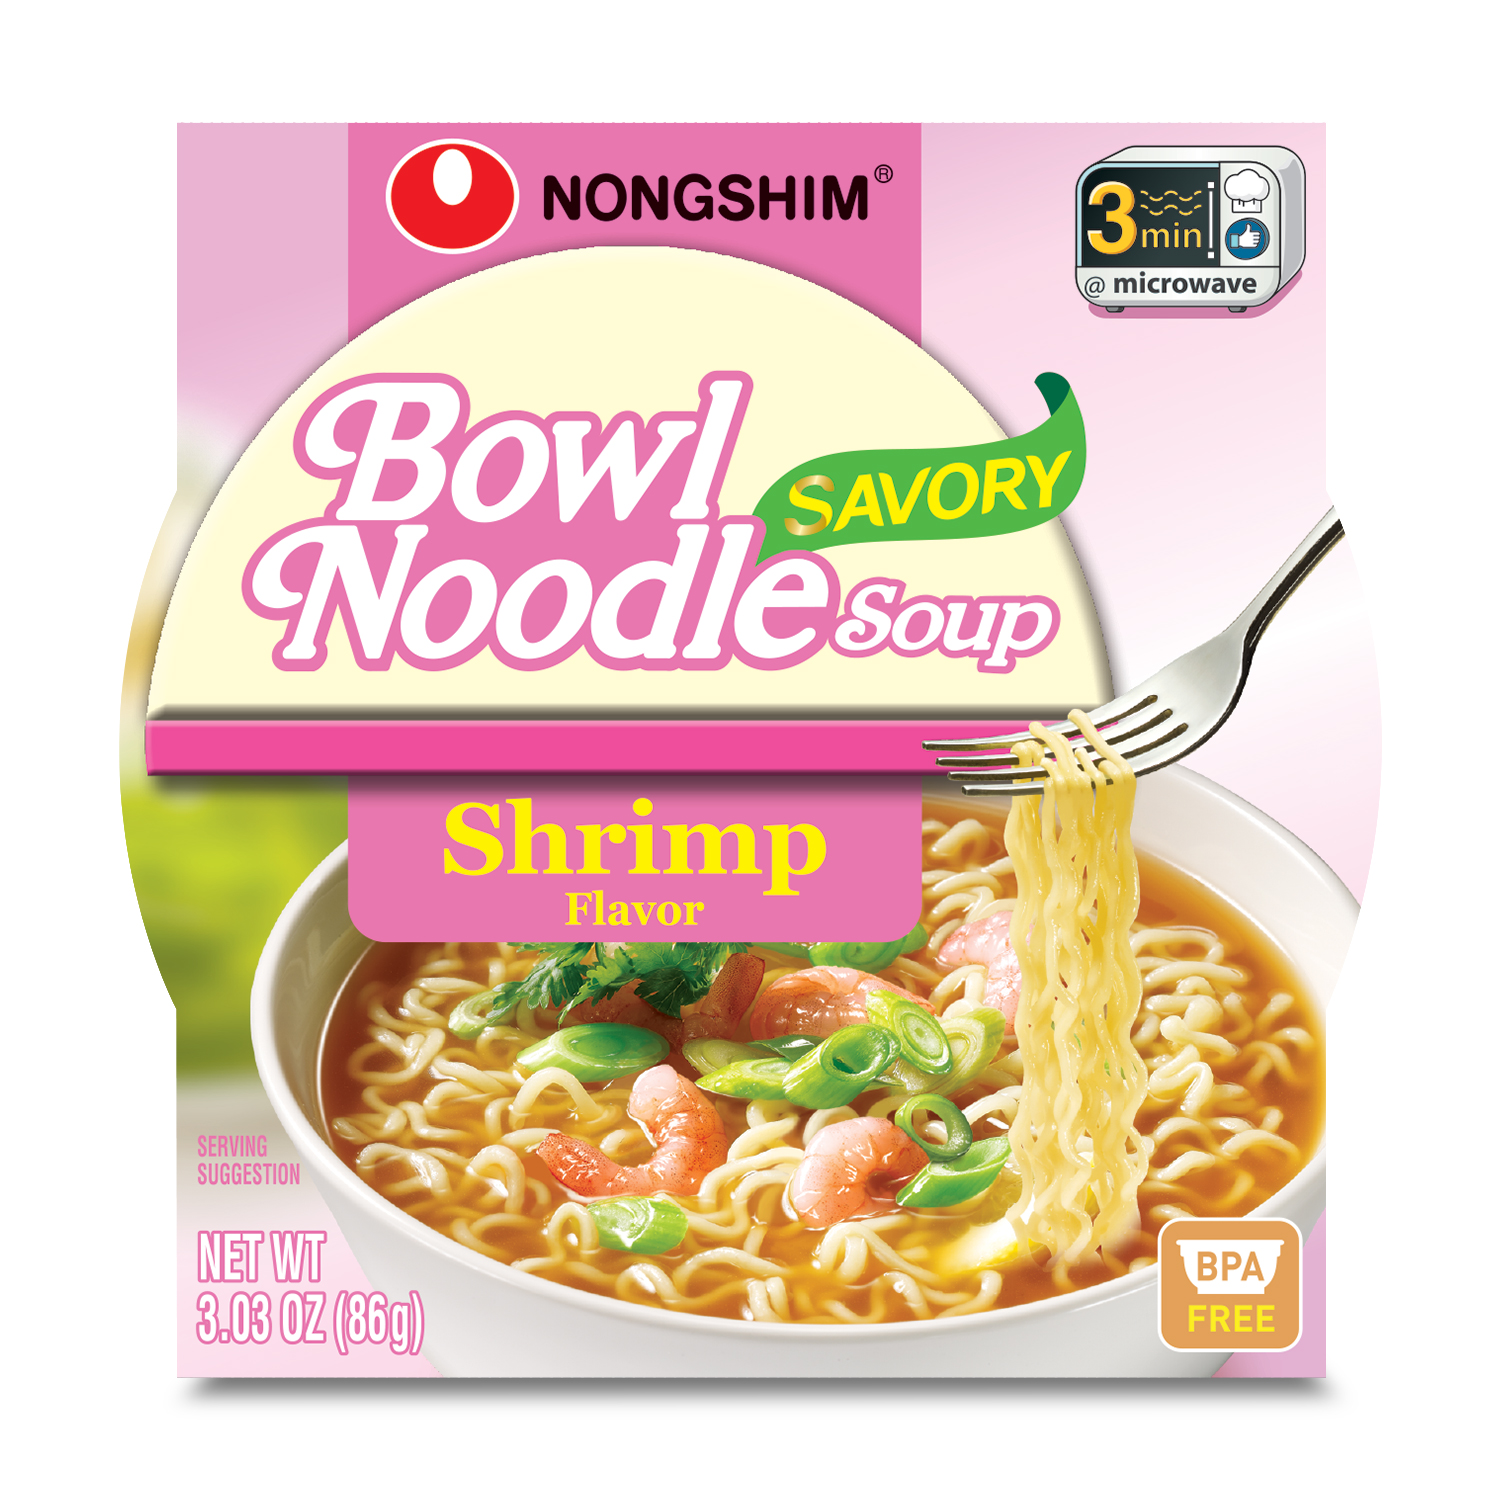 NONGSHIM®
3 min
@ microwave
Bowl
Noodle Soup
SAVORY
Shrimp
Flavor
SERVING
SUGGESTION
NET WT
3.03 OZ (86g)
BPA
FREE